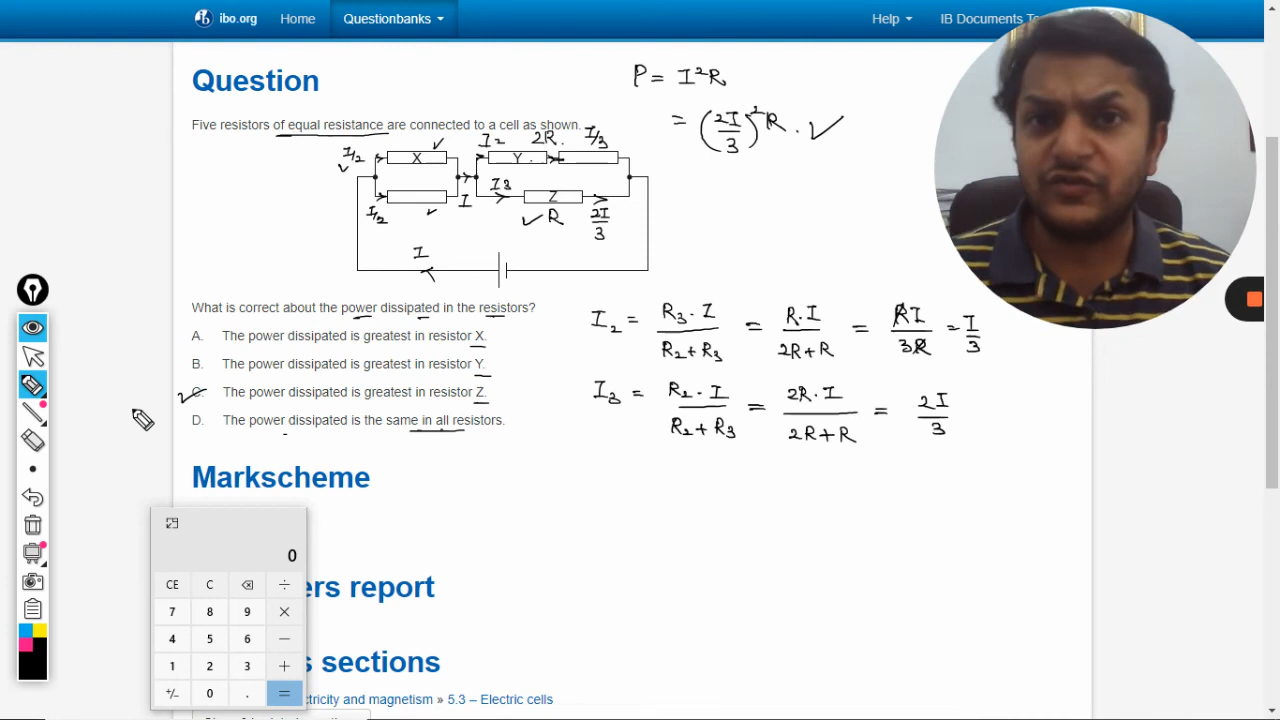 ibo.org Home Questionbanks Help IB Documents
Question
Five resistors of equal resistance are connected to a cell as shown.
I/2 X I2 2R I/3
Y
I/2 I I3 Z
R 2I/3
I
P = I²R
= (2I/3)² R.
What is correct about the power dissipated in the resistors?
A. The power dissipated is greatest in resistor X.
B. The power dissipated is greatest in resistor Y.
C. The power dissipated is greatest in resistor Z.
D. The power dissipated is the same in all resistors.
I2 = R3 . I / R2 + R3 = R . I / 2R + R = RI / 3R = I/3
I3 = R2 . I / R2 + R3 = 2R . I / 2R + R = 2I / 3
Markscheme
0
CE C ÷
7 8 9 ×
4 5 6 −
1 2 3 +
+/− 0 . =
ers report
s sections
ctricity and magnetism » 5.3 – Electric cells